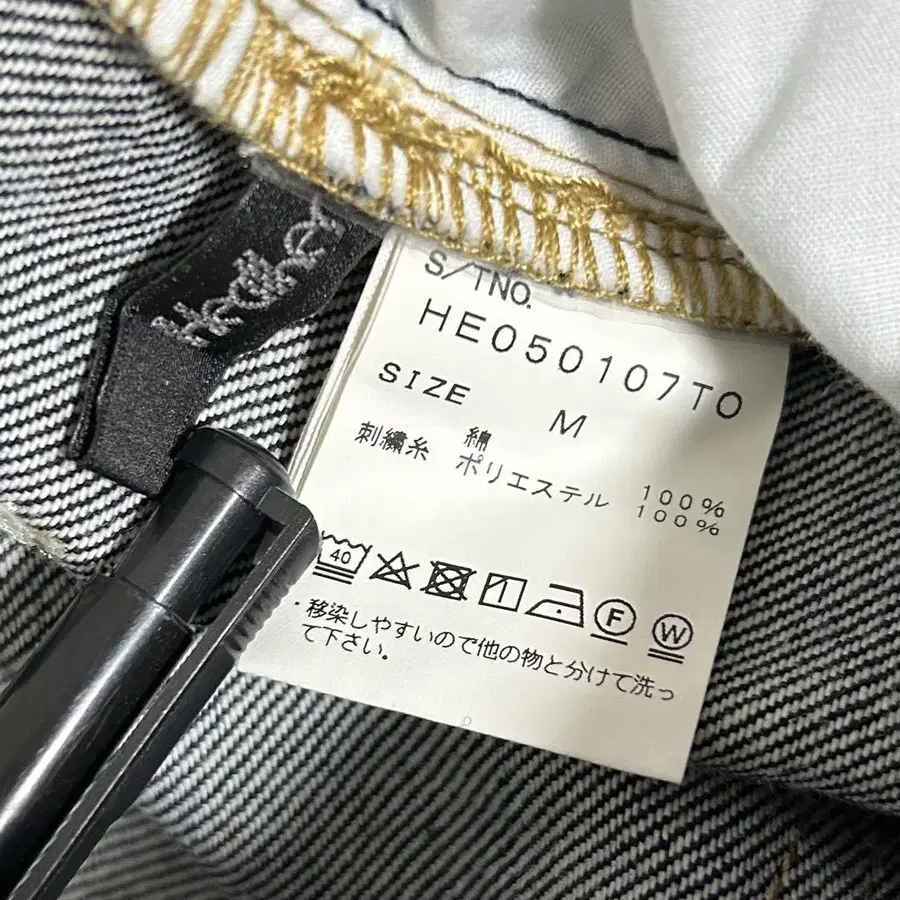 S/TNO.
HE050107TO
SIZE M
綿 100%
刺繍糸 ポリエステル 100%
40
F
W
・移染しやすいので他の物と分けて洗っ
て下さい。